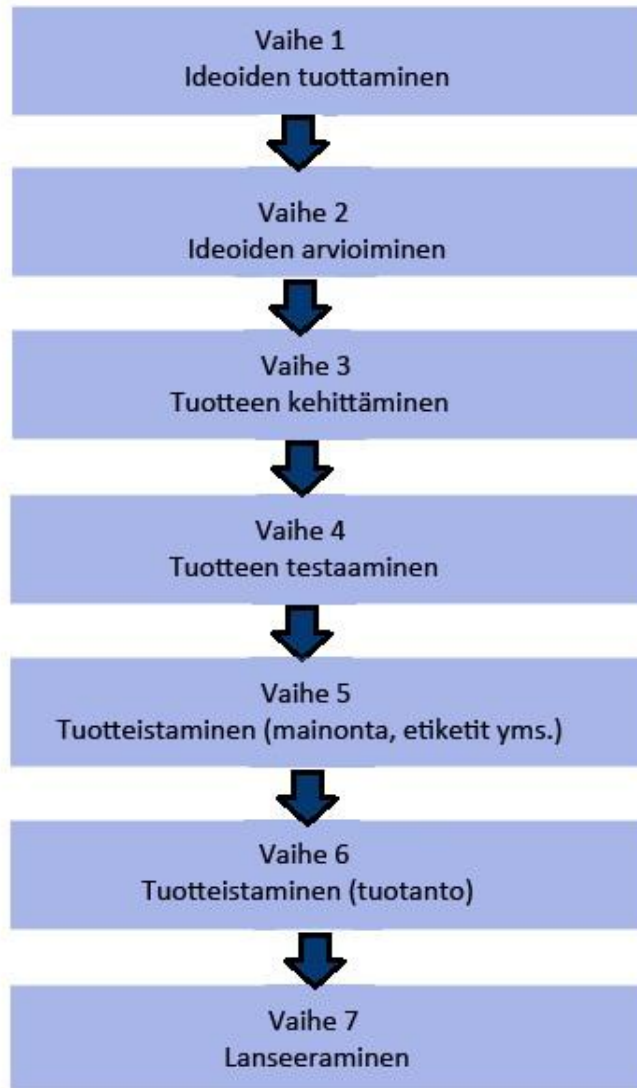 Vaihe 1
Ideoiden tuottaminen
Vaihe 2
Ideoiden arvioiminen
Vaihe 3
Tuotteen kehittäminen
Vaihe 4
Tuotteen testaaminen
Vaihe 5
Tuotteistaminen (mainonta, etiketit yms.)
Vaihe 6
Tuotteistaminen (tuotanto)
Vaihe 7
Lanseeraminen